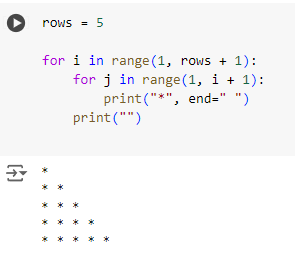 rows = 5
for i in range(1, rows + 1):
    for j in range(1, i + 1):
        print("*", end=" ")
    print("")
*
* *
* * *
* * * *
* * * * *